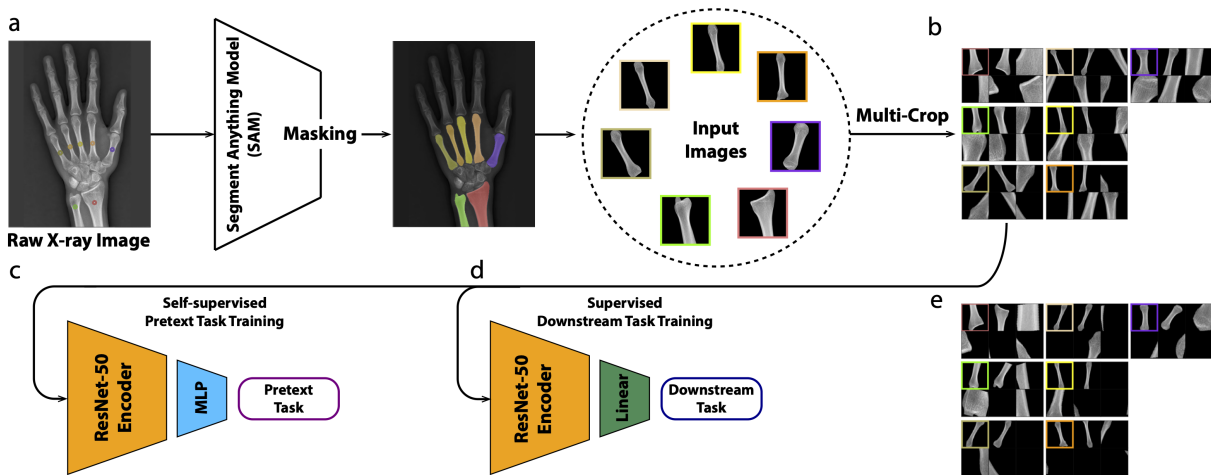 a
Raw X-ray Image
Segment Anything Model
(SAM)
Masking
Input
Images
Multi-Crop
b
c
Self-supervised
Pretext Task Training
ResNet-50
Encoder
MLP
Pretext
Task
d
Supervised
Downstream Task Training
ResNet-50
Encoder
Linear
Downstream
Task
e